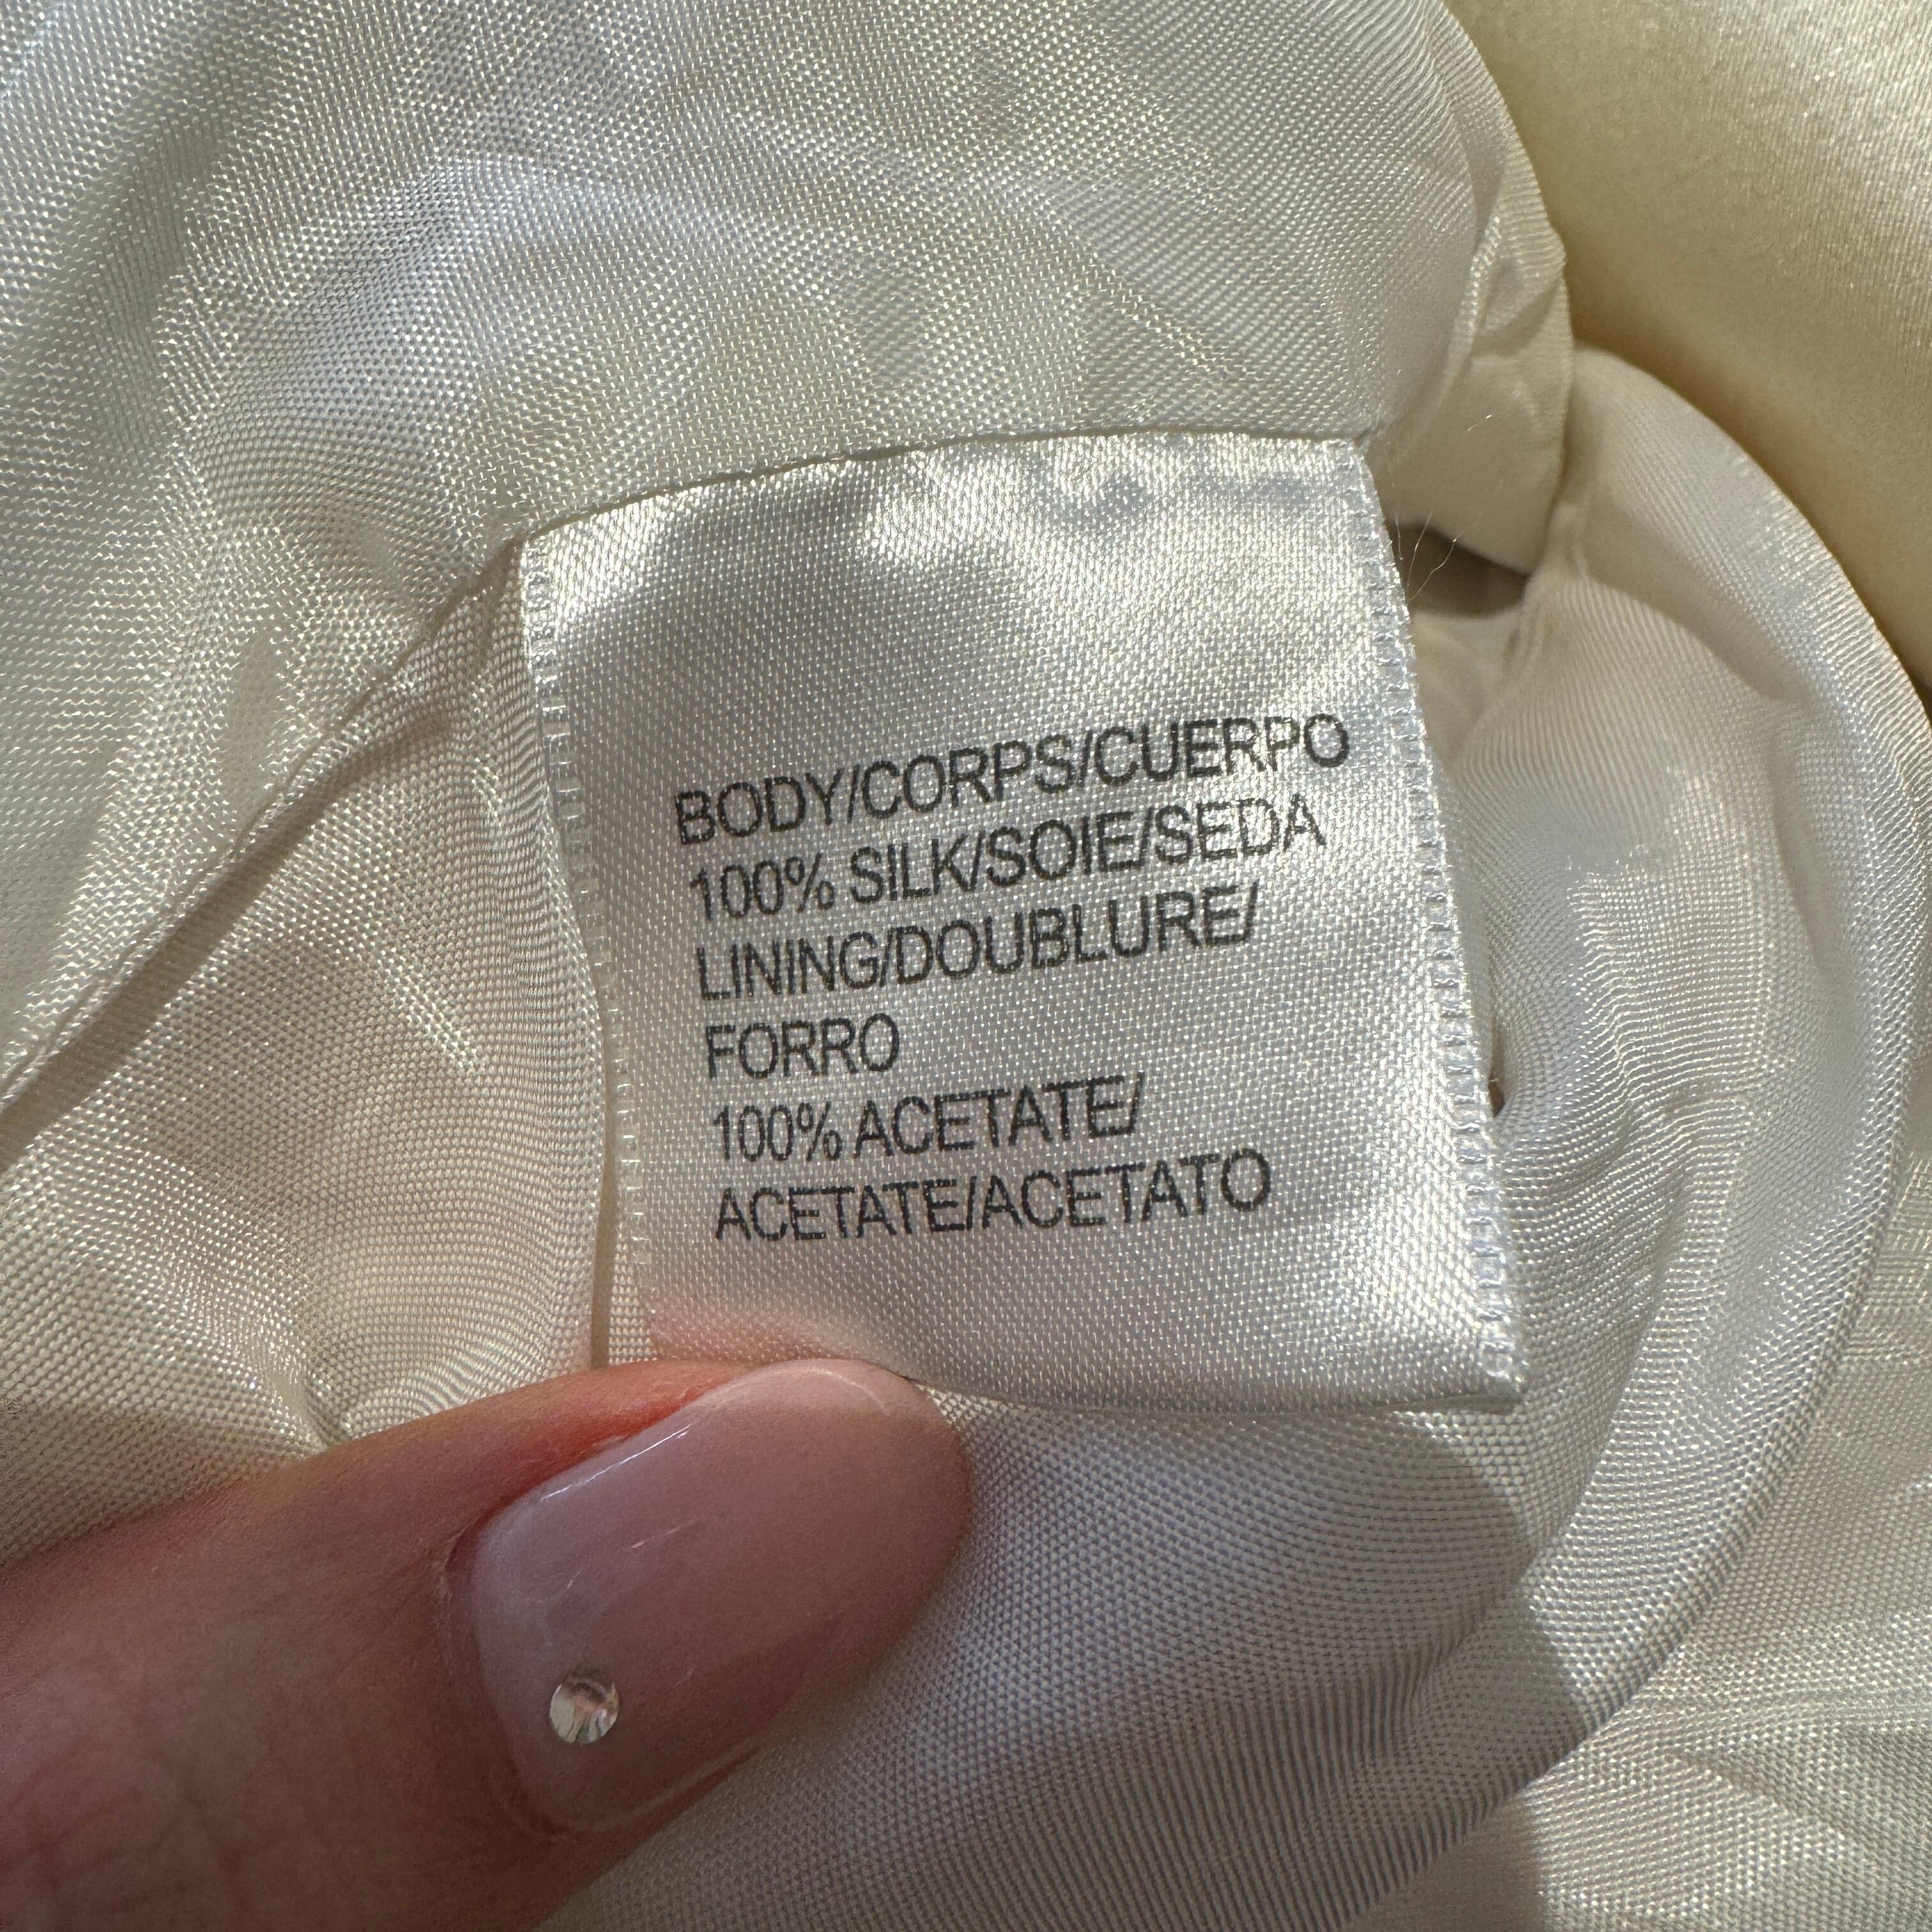 BODY/CORPS/CUERPO
100% SILK/SOIE/SEDA
LINING/DOUBLURE/
FORRO
100% ACETATE/
ACETATE/ACETATO